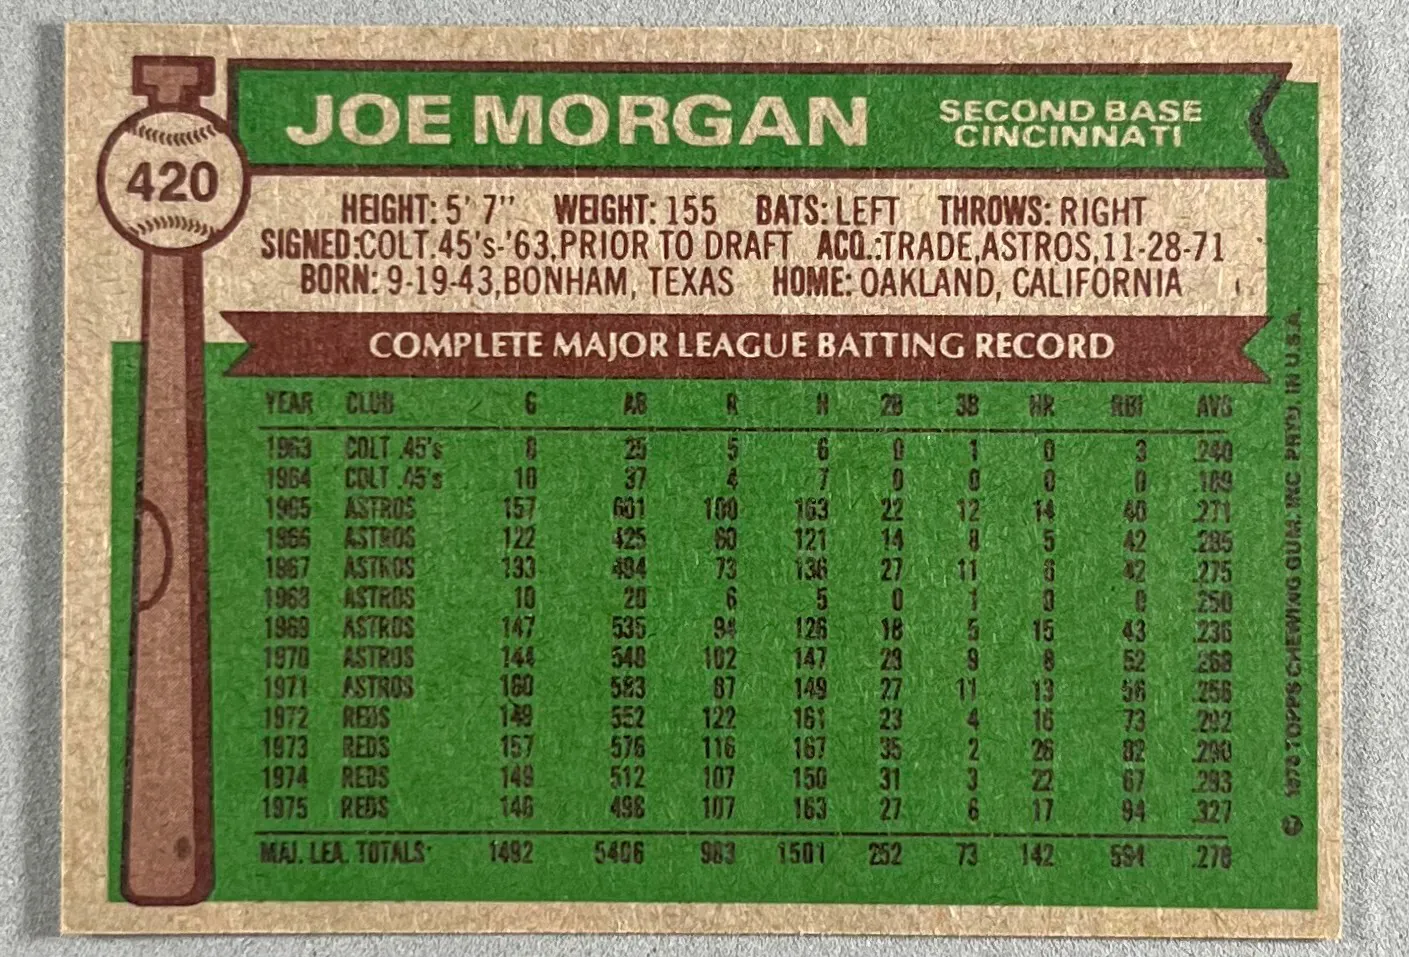 JOE MORGAN
SECOND BASE
CINCINNATI
420
HEIGHT: 5' 7" WEIGHT: 155 BATS: LEFT THROWS: RIGHT
SIGNED: COLT .45's-'63, PRIOR TO DRAFT ACQ.: TRADE, ASTROS, 11-28-71
BORN: 9-19-43, BONHAM, TEXAS HOME: OAKLAND, CALIFORNIA
COMPLETE MAJOR LEAGUE BATTING RECORD
YEAR CLUB G AB R H 2B 3B HR RBI AVG
1963 COLT .45's 8 25 5 6 0 1 0 3 .240
1964 COLT .45's 10 37 4 7 0 0 0 0 .189
1965 ASTROS 157 601 100 163 22 12 14 40 .271
1966 ASTROS 122 425 60 121 14 8 5 42 .285
1967 ASTROS 133 494 73 136 27 11 6 42 .275
1968 ASTROS 10 20 6 5 0 1 0 0 .250
1969 ASTROS 147 535 94 126 18 5 15 43 .236
1970 ASTROS 144 548 102 147 28 9 8 52 .268
1971 ASTROS 160 583 87 149 27 11 13 56 .256
1972 REDS 149 552 122 161 23 4 16 73 .292
1973 REDS 157 576 116 167 35 2 26 82 .290
1974 REDS 149 512 107 150 31 3 22 67 .293
1975 REDS 146 498 107 163 27 6 17 94 .327
MAJ. LEA. TOTALS 1492 5406 983 1501 252 73 142 594 .278
© 1976 TOPPS CHEWING GUM, INC. PRTD. IN U.S.A.